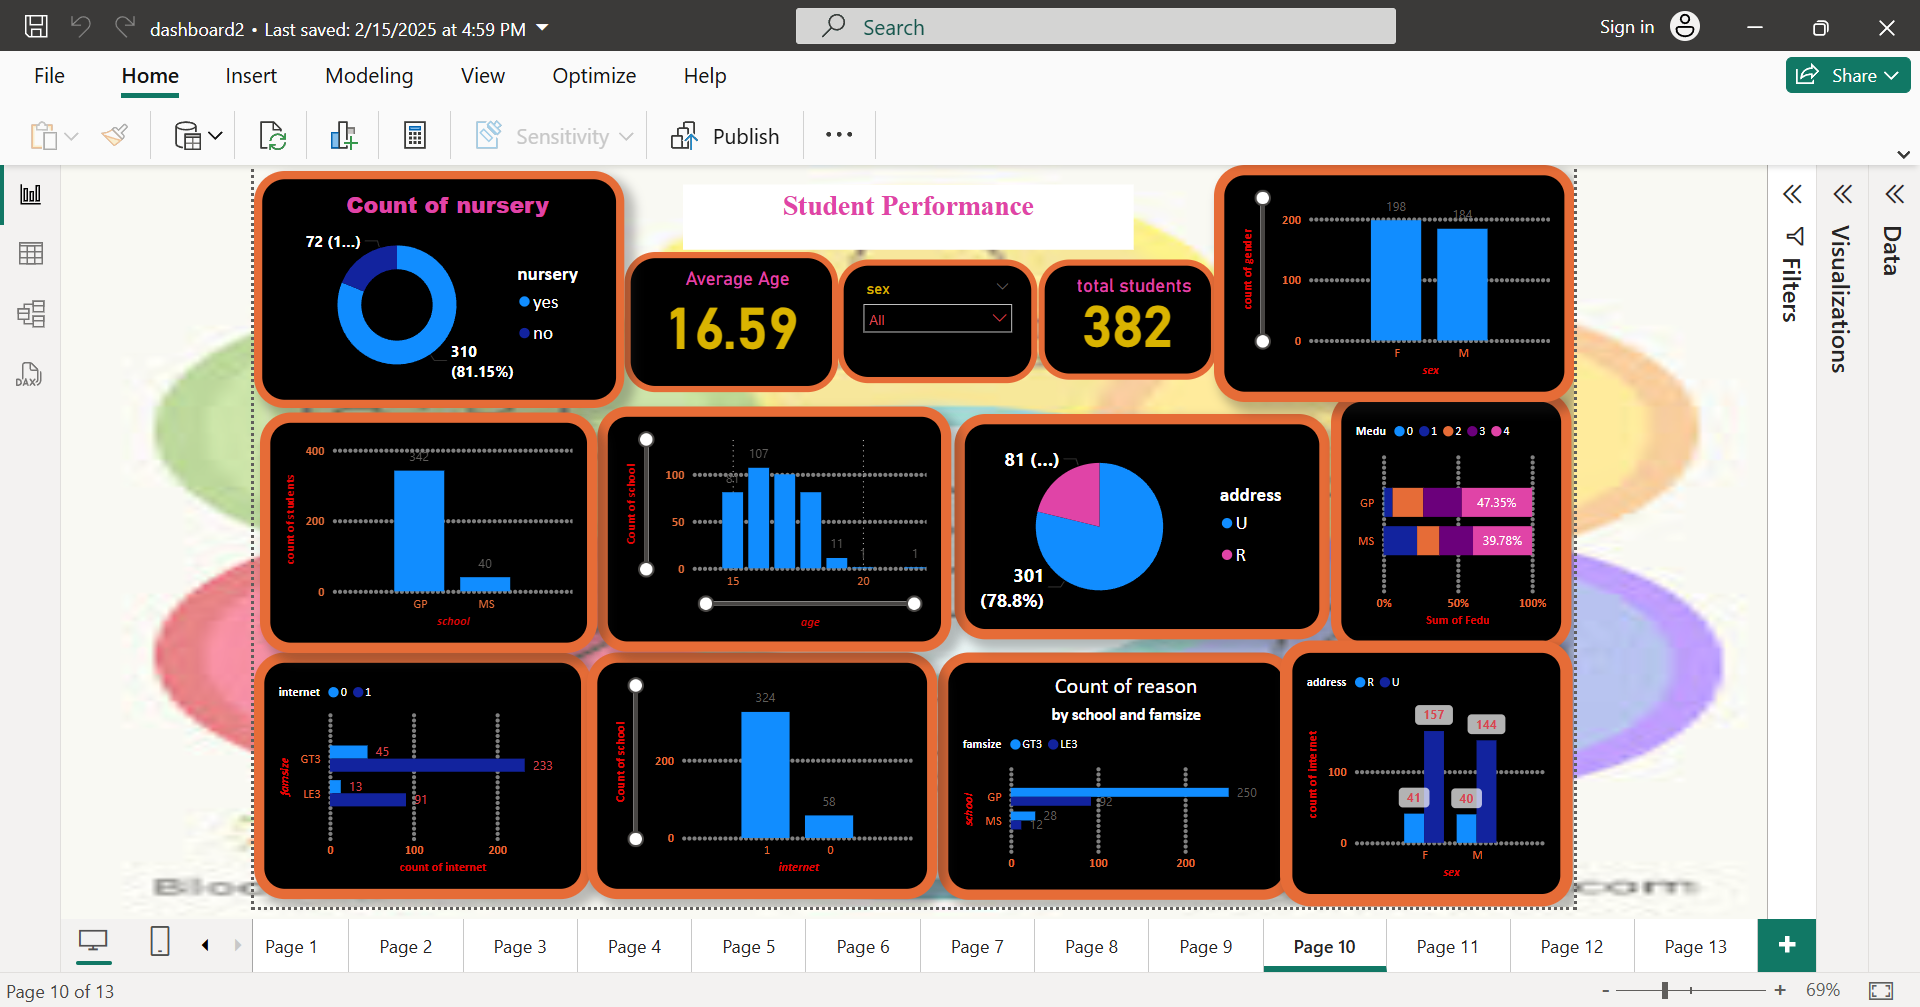 dashboard2 • Last saved: 2/15/2025 at 4:59 PM
Search
Sign in
File Home Insert Modeling View Optimize Help
Share
Sensitivity
Publish
Count of nursery
72 (1...)
310
(81.15%)
nursery
yes
no
Student Performance
Average Age
16.59
sex
All
total students
382
count of gender
200
100
0
198
184
F M
sex
count of students
400
200
0
342
40
GP MS
school
Count of school
100
50
0
81
107
11
1
1
15 20
age
81 (...)
301
(78.8%)
address
U
R
Medu 0 1 2 3 4
GP
47.35%
MS
39.78%
0% 50% 100%
Sum of Fedu
internet 0 1
famsize
GT3
45
233
LE3
13
91
0 100 200
count of internet
Count of school
200
0
324
58
1 0
internet
Count of reason
by school and famsize
famsize GT3 LE3
school
GP
250
92
MS
28
12
0 100 200
address R U
count of internet
100
0
157
144
41
40
F M
sex
Filters
Visualizations
Data
DAX
Page 1 Page 2 Page 3 Page 4 Page 5 Page 6 Page 7 Page 8 Page 9 Page 10 Page 11 Page 12 Page 13
Page 10 of 13
69%